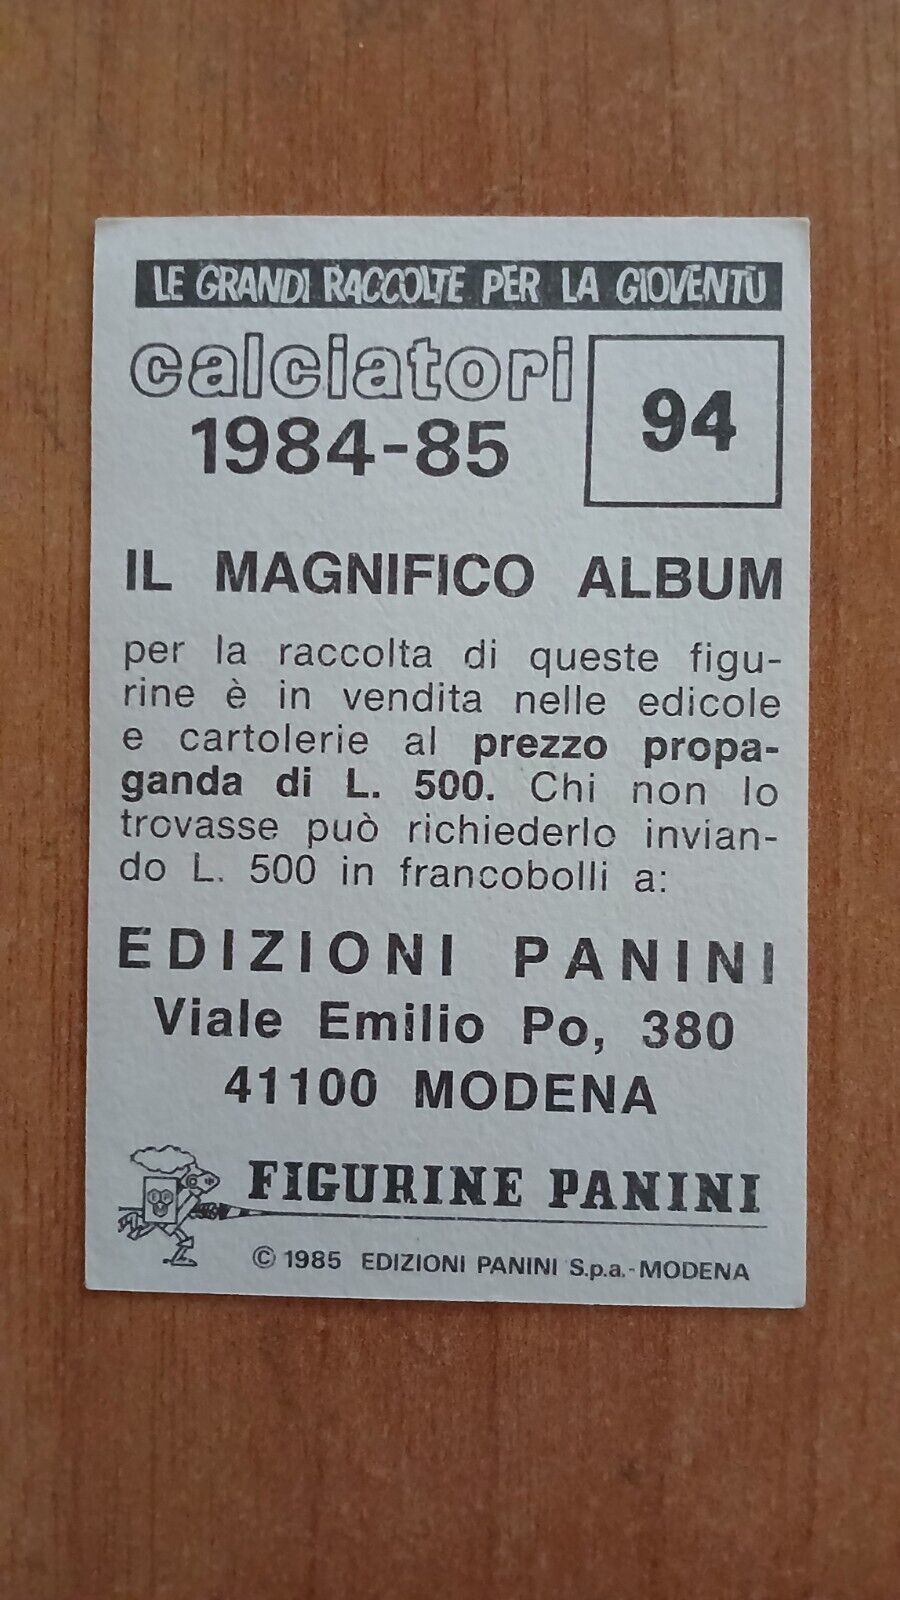 LE GRANDI RACCOLTE PER LA GIOVENTÙ
calciatori
1984-85
94
IL MAGNIFICO ALBUM
per la raccolta di queste figu-
rine è in vendita nelle edicole
e cartolerie al prezzo propa-
ganda di L. 500. Chi non lo
trovasse può richiederlo invian-
do L. 500 in francobolli a:
EDIZIONI PANINI
Viale Emilio Po, 380
41100 MODENA
FIGURINE PANINI
© 1985 EDIZIONI PANINI S.p.a.-MODENA